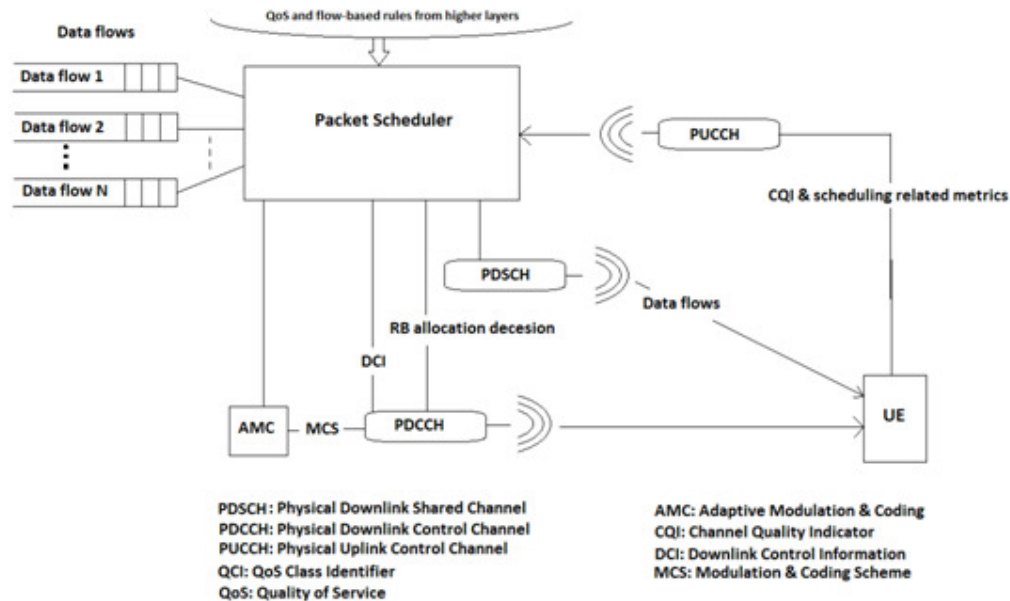 QoS and flow-based rules from higher layers
Data flows
Data flow 1
Data flow 2
Data flow N
Packet Scheduler
PUCCH
CQI & scheduling related metrics
PDSCH
Data flows
RB allocation decesion
DCI
AMC
MCS
PDCCH
UE
PDSCH: Physical Downlink Shared Channel
PDCCH: Physical Downlink Control Channel
PUCCH: Physical Uplink Control Channel
QCI: QoS Class Identifier
QoS: Quality of Service
AMC: Adaptive Modulation & Coding
CQI: Channel Quality Indicator
DCI: Downlink Control Information
MCS: Modulation & Coding Scheme